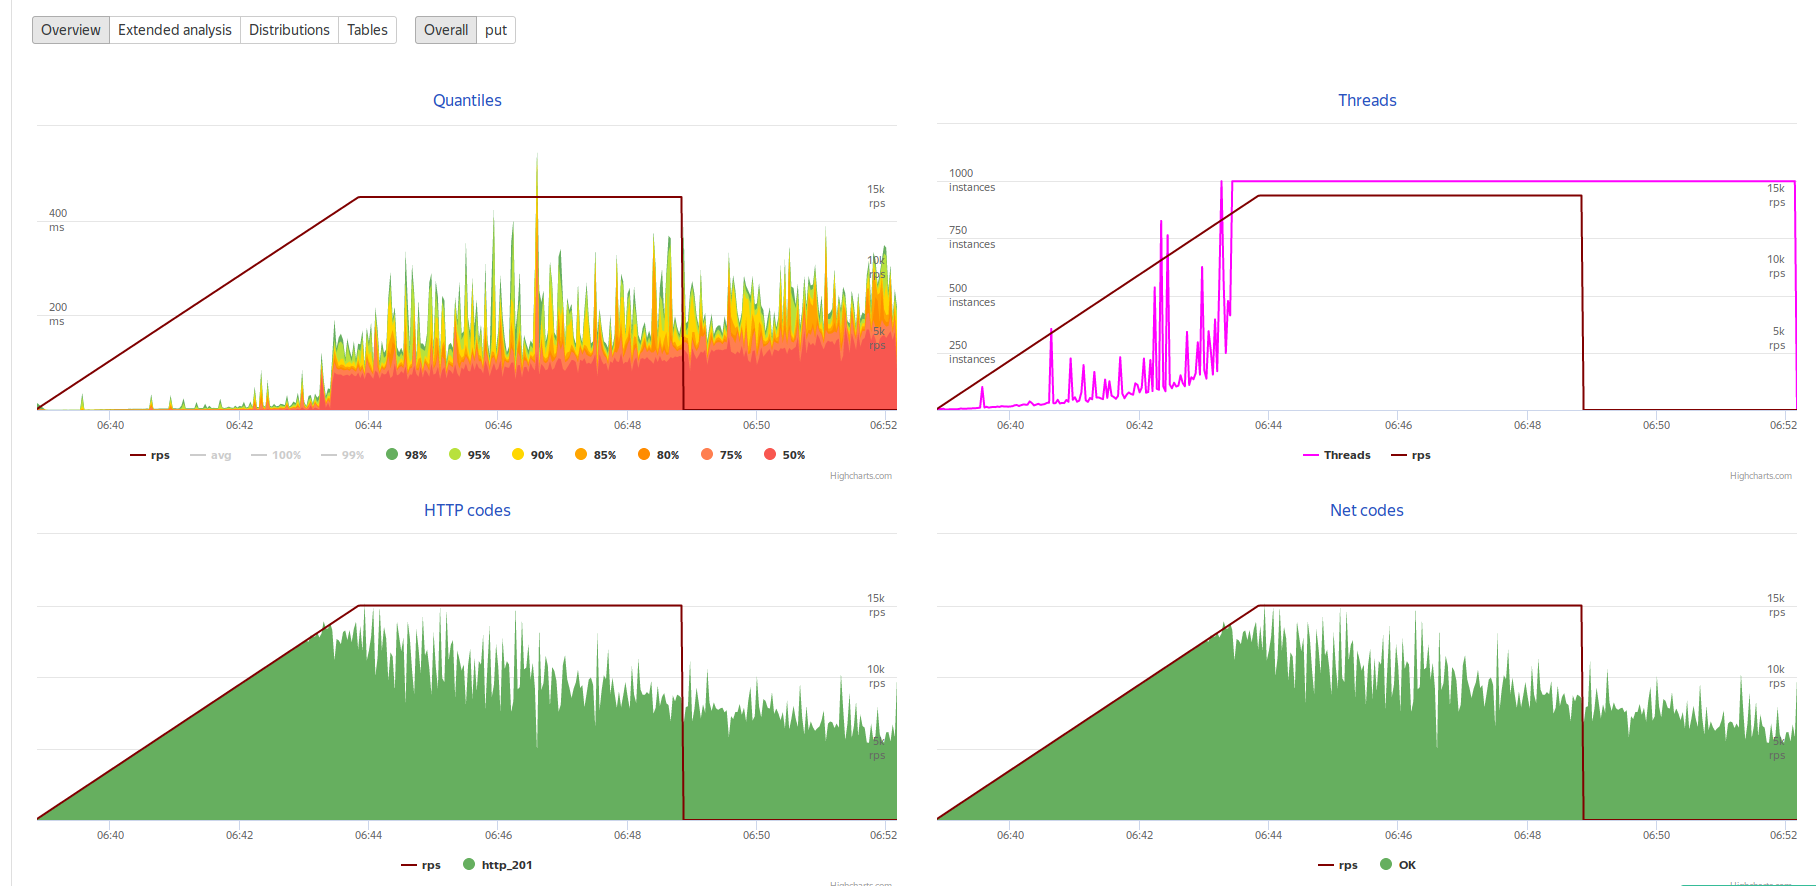 Overview Extended analysis Distributions Tables Overall put
Quantiles
400
ms
200
ms
15k
rps
10k
rps
5k
rps
06:40 06:42 06:44 06:46 06:48 06:50 06:52
rps avg 100% 99% 98% 95% 90% 85% 80% 75% 50%
Highcharts.com
Threads
1000
instances
750
instances
500
instances
250
instances
15k
rps
10k
rps
5k
rps
06:40 06:42 06:44 06:46 06:48 06:50 06:52
Threads rps
Highcharts.com
HTTP codes
15k
rps
10k
rps
5k
rps
06:40 06:42 06:44 06:46 06:48 06:50 06:52
rps http_201
Highcharts.com
Net codes
15k
rps
10k
rps
5k
rps
06:40 06:42 06:44 06:46 06:48 06:50 06:52
rps OK
Highcharts.com